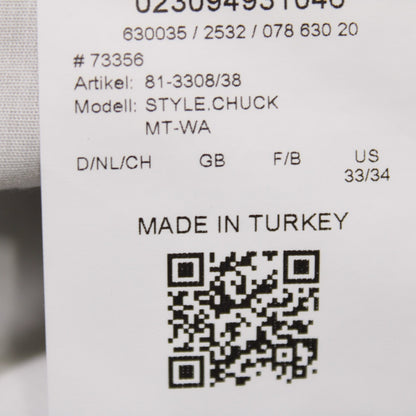 023094931046
630035 / 2532 / 078 630 20
# 73356
Artikel: 81-3308/38
Modell: STYLE.CHUCK
MT-WA
D/NL/CH GB F/B US
33/34
MADE IN TURKEY